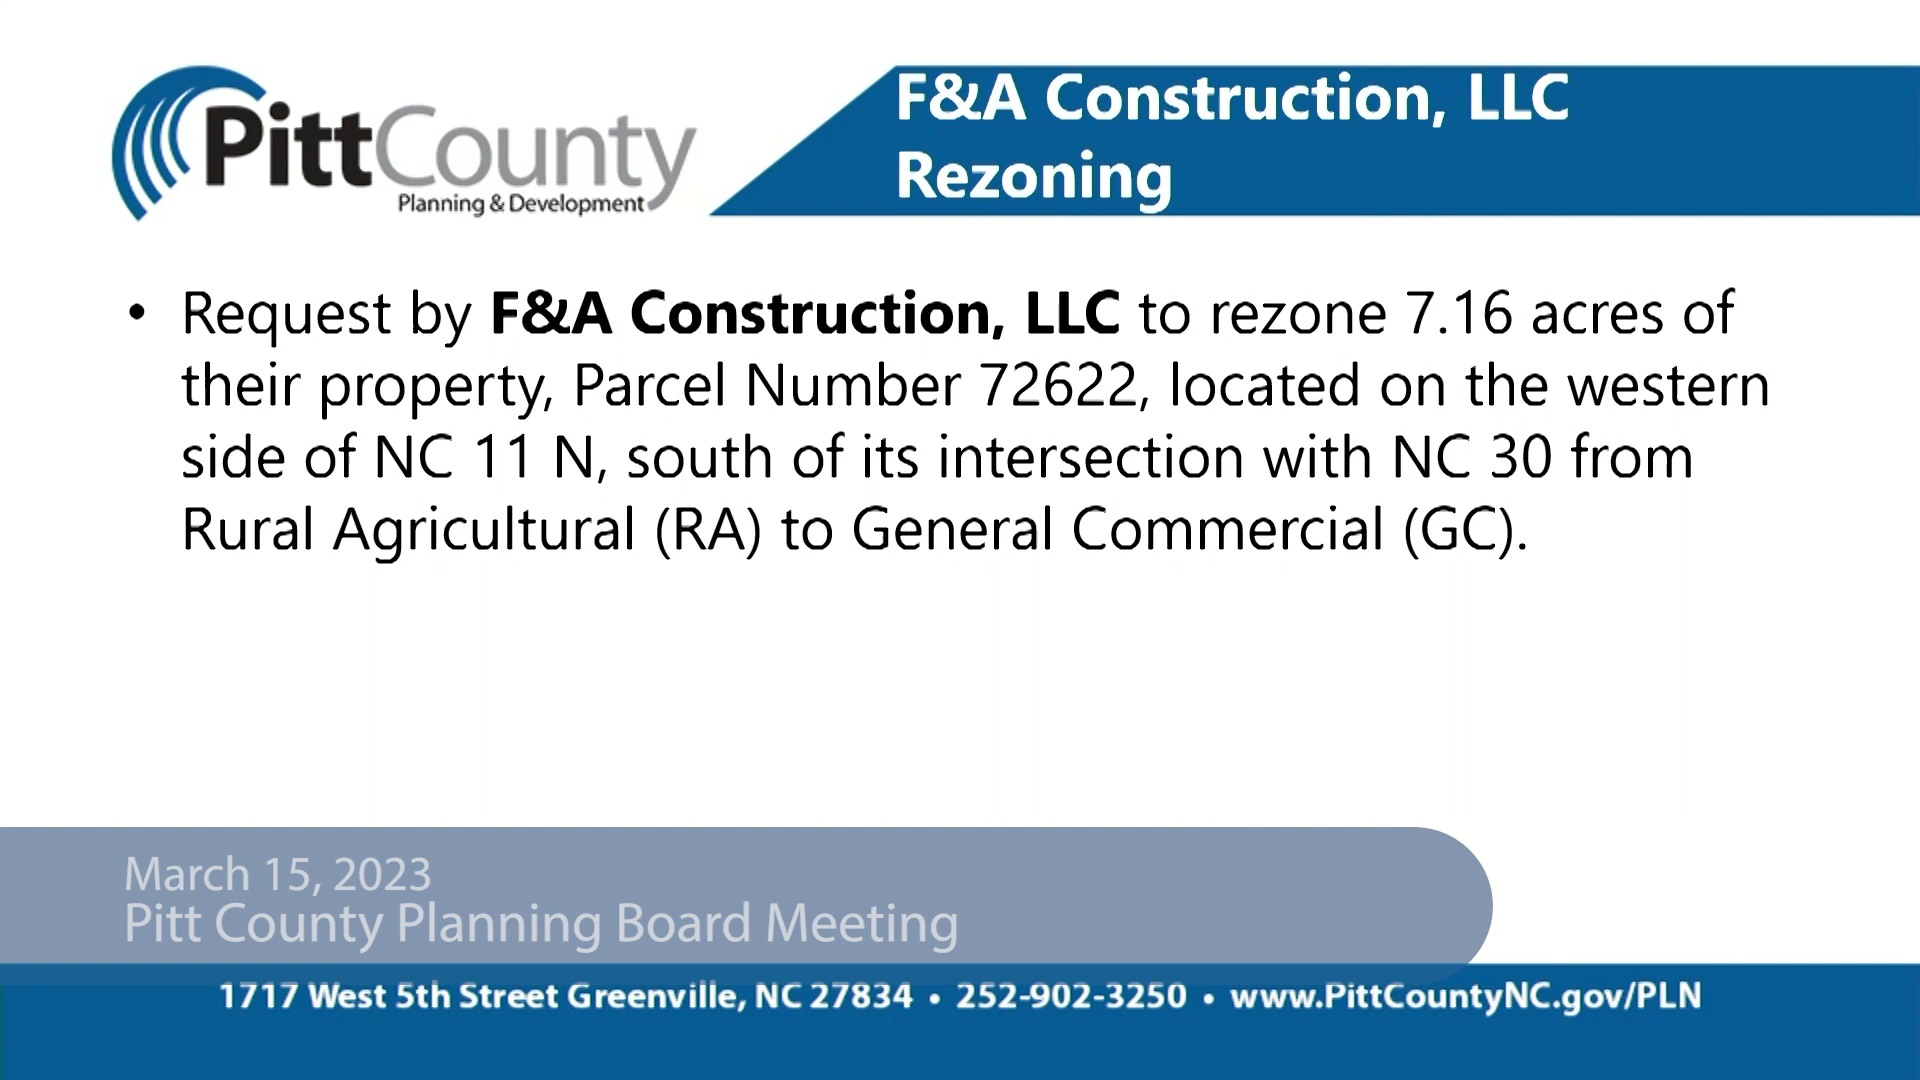 PittCounty
Planning & Development
F&A Construction, LLC
Rezoning
• Request by F&A Construction, LLC to rezone 7.16 acres of
their property, Parcel Number 72622, located on the western
side of NC 11 N, south of its intersection with NC 30 from
Rural Agricultural (RA) to General Commercial (GC).
March 15, 2023
Pitt County Planning Board Meeting
1717 West 5th Street Greenville, NC 27834 • 252-902-3250 • www.PittCountyNC.gov/PLN